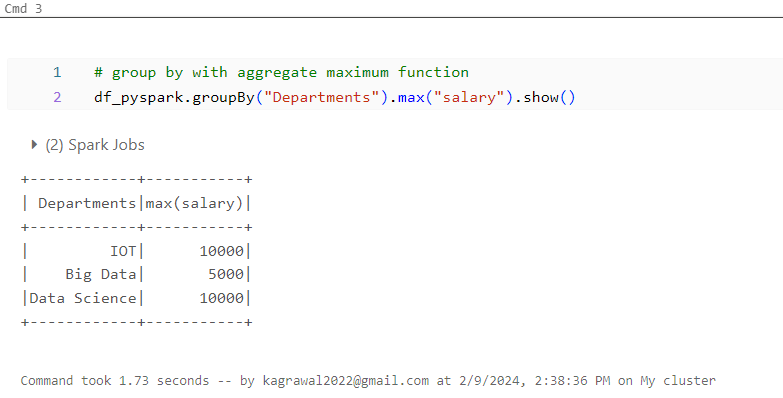 Cmd 3
1 # group by with aggregate maximum function
2 df_pyspark.groupBy("Departments").max("salary").show()
(2) Spark Jobs
+------------+-----------+
| Departments|max(salary)|
+------------+-----------+
|         IOT|      10000|
|    Big Data|       5000|
|Data Science|      10000|
+------------+-----------+
Command took 1.73 seconds -- by kagrawal2022@gmail.com at 2/9/2024, 2:38:36 PM on My cluster